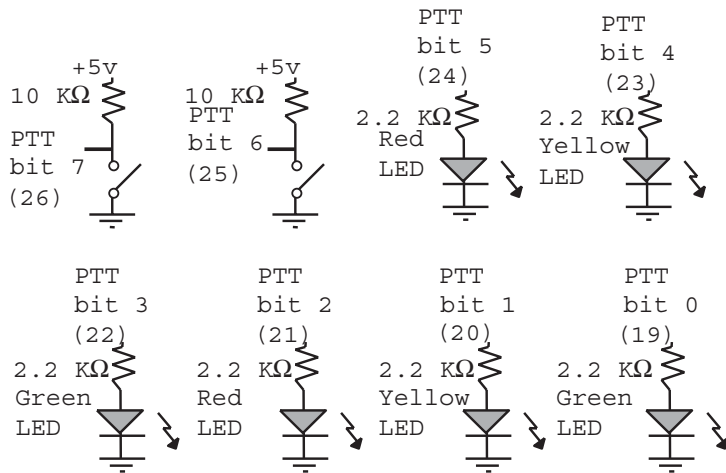 +5v
10 KΩ
PTT
bit 7
(26)
+5v
10 KΩ
PTT
bit 6
(25)
PTT
bit 5
(24)
2.2 KΩ
Red
LED
PTT
bit 4
(23)
2.2 KΩ
Yellow
LED
PTT
bit 3
(22)
2.2 KΩ
Green
LED
PTT
bit 2
(21)
2.2 KΩ
Red
LED
PTT
bit 1
(20)
2.2 KΩ
Yellow
LED
PTT
bit 0
(19)
2.2 KΩ
Green
LED